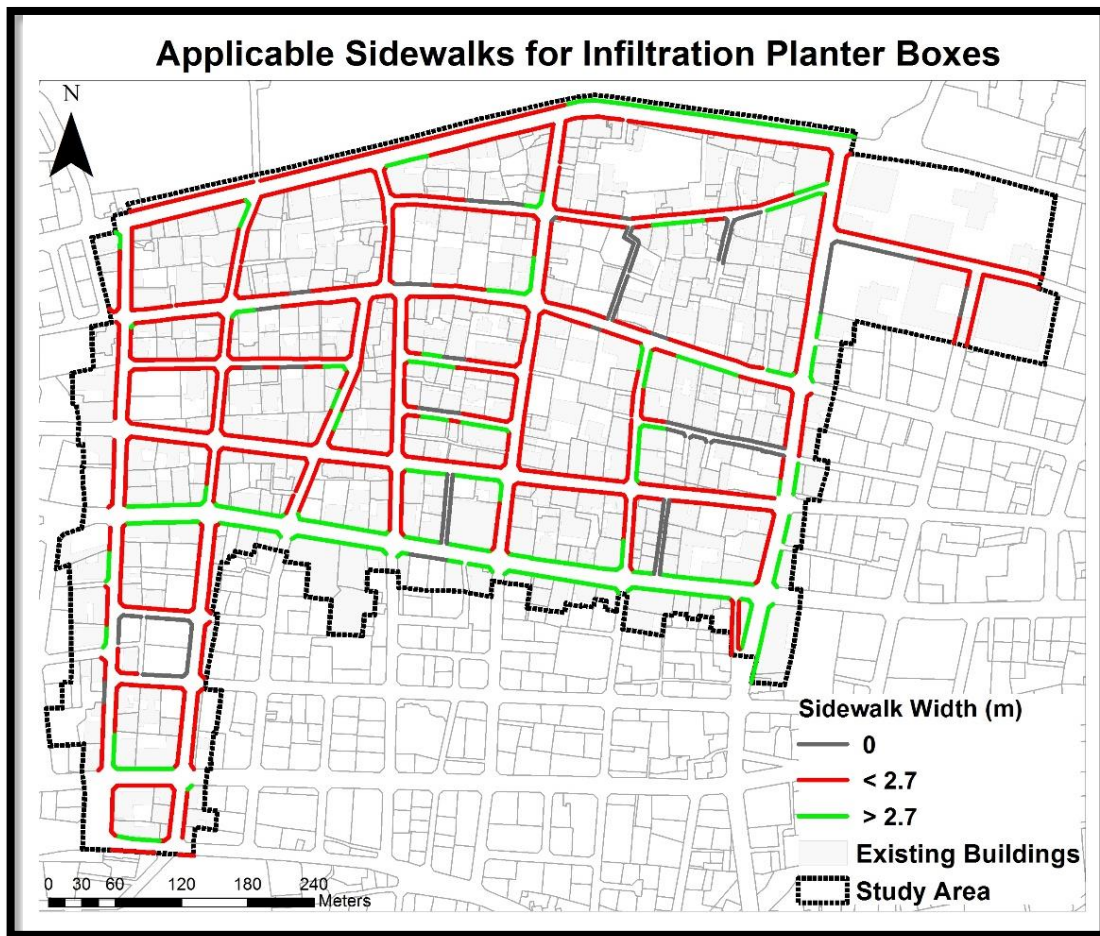 Applicable Sidewalks for Infiltration Planter Boxes
N
Sidewalk Width (m)
0
< 2.7
> 2.7
Existing Buildings
Study Area
0 30 60 120 180 240
Meters